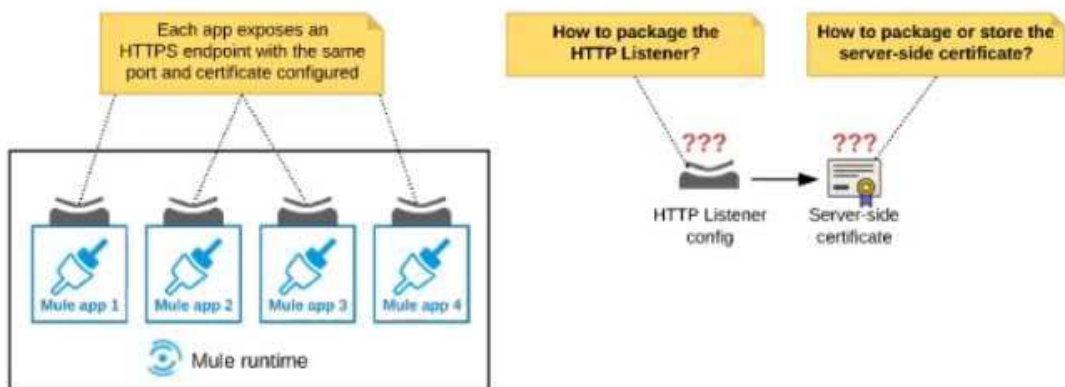 Each app exposes an
HTTPS endpoint with the same
port and certificate configured
How to package the
HTTP Listener?
How to package or store the
server-side certificate?
???
???
HTTP Listener
config
Server-side
certificate
Mule app 1
Mule app 2
Mule app 3
Mule app 4
Mule runtime